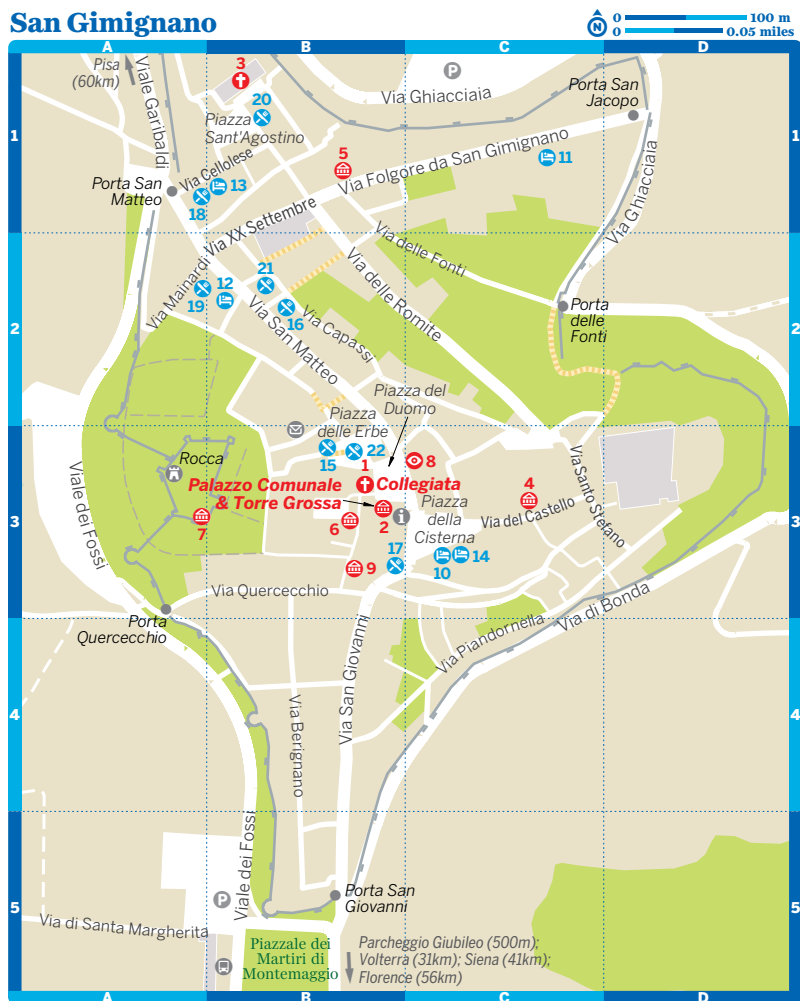 San Gimignano
N
0 100 m
0 0.05 miles
A B C D
1
2
3
4
5
1
2
3
4
5
Pisa
(60km)
Viale Garibaldi
3
20
Piazza
Sant'Agostino
P
Via Ghiacciaia
Porta San
Jacopo
5
Via Folgore da San Gimignano
11
Via Cellolese
13
Porta San
Matteo
18
Via Ghiacciaia
Via XX Settembre
Via delle Fonti
Via delle Romite
Via Mainardi
21
12
19
16
Via San Matteo
Via Capassi
Porta
delle
Fonti
Piazza del
Duomo
Piazza
delle Erbe
15
22
1
8
Rocca
Palazzo Comunale
& Torre Grossa
Collegiata
4
Via Santo Stefano
Piazza
della
Cisterna
Via del Castello
Viale dei Fossi
7
6
2
i
17
10
14
9
Via Quercecchio
Porta
Quercecchio
Via di Bonda
Via Piandornella
Via San Giovanni
Via Berignano
Viale dei Fossi
P
Porta San
Giovanni
Via di Santa Margherita
Piazzale dei
Martiri di
Montemaggio
Parcheggio Giubileo (500m);
Volterra (31km); Siena (41km);
Florence (56km)
A B C D